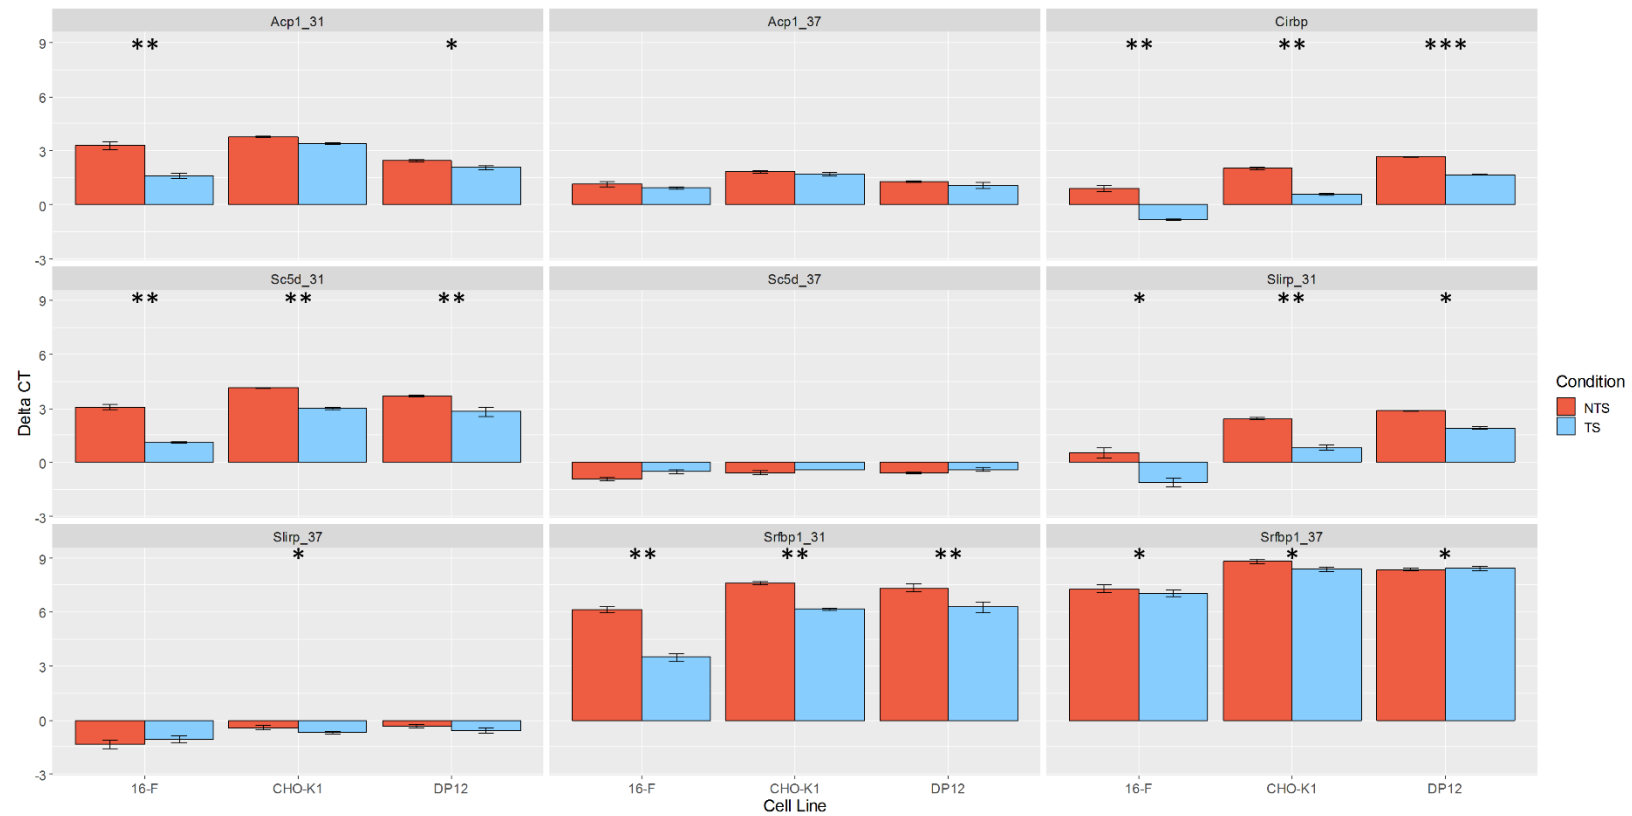 Acp1_31 Acp1_37 Cirbp
** * ** ** ***
9
6
3
0
-3
Sc5d_31 Sc5d_37 Slirp_31
** ** ** * ** *
9
6
3
0
-3
Slirp_37 Srfbp1_31 Srfbp1_37
* ** ** ** * * *
9
6
3
0
-3
16-F CHO-K1 DP12 16-F CHO-K1 DP12 16-F CHO-K1 DP12
Cell Line
Delta CT
Condition
NTS
TS